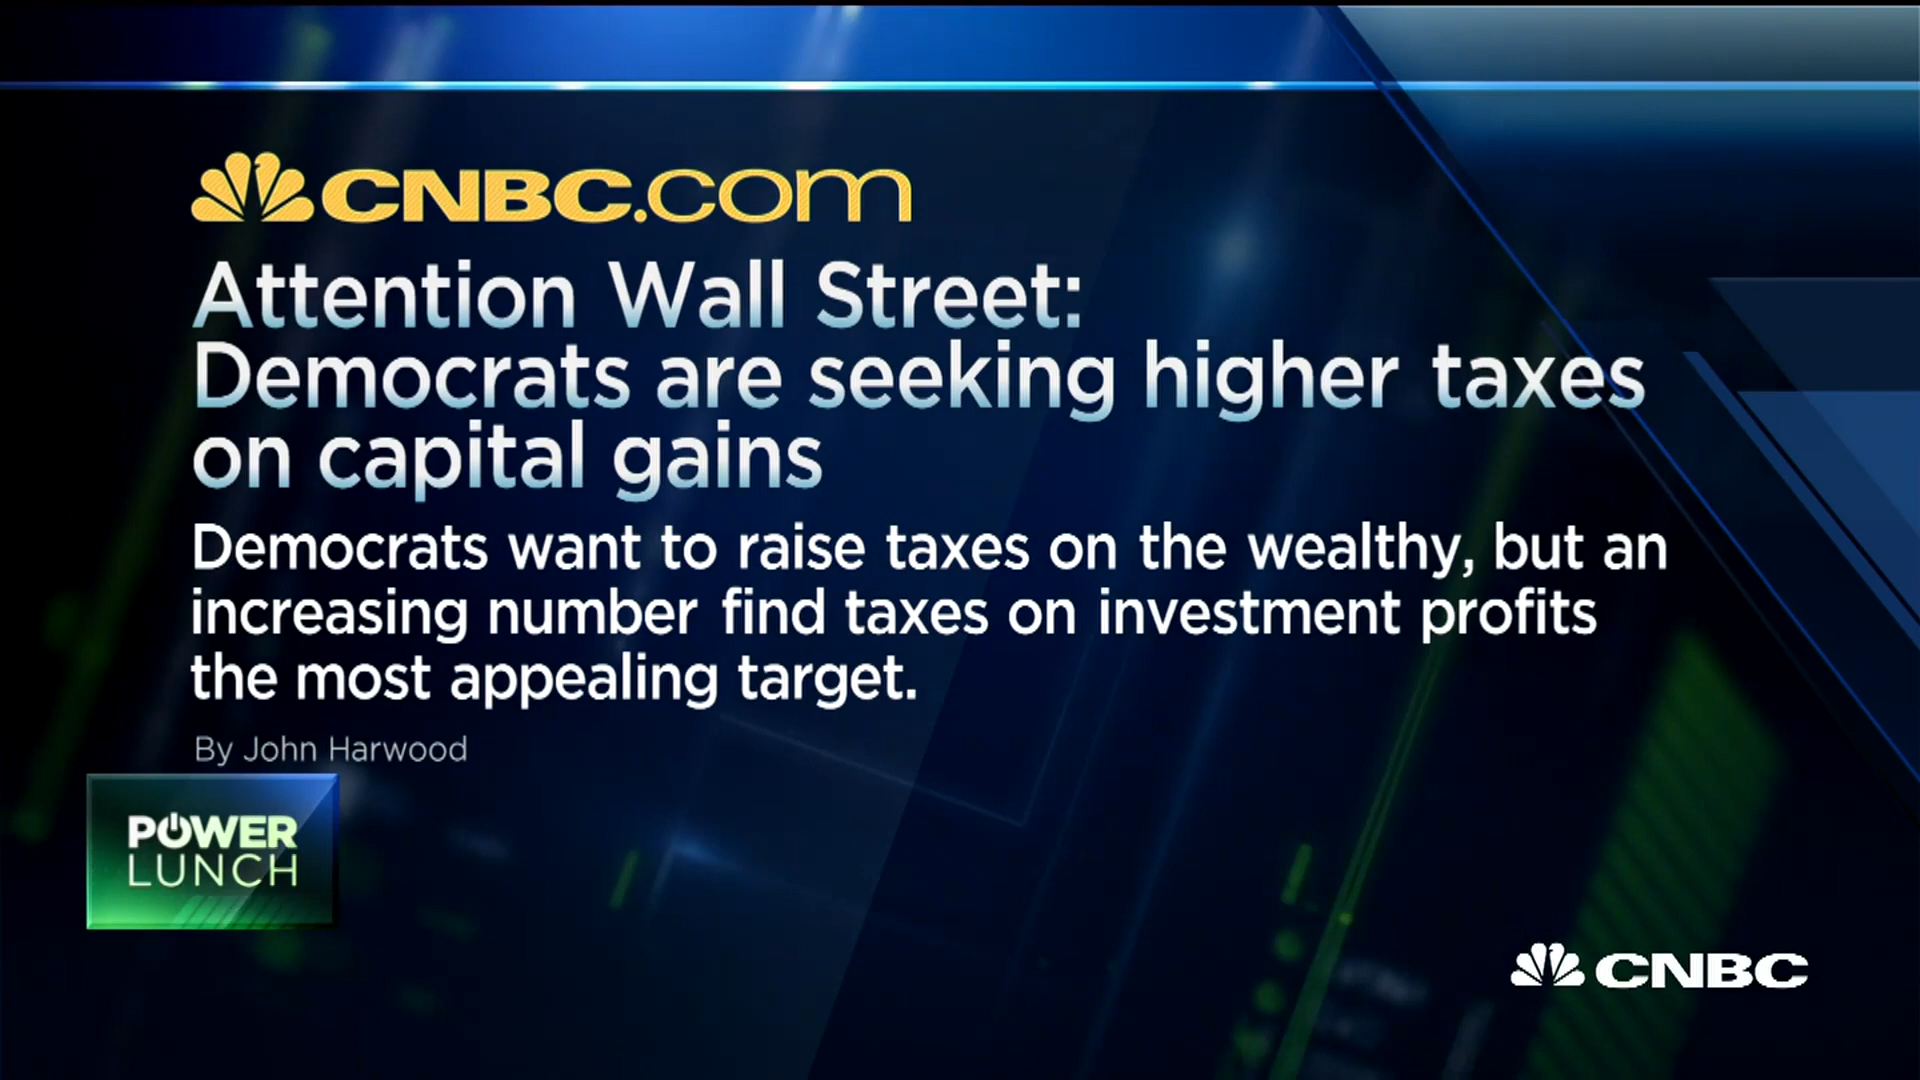 CNBC.com
Attention Wall Street:
Democrats are seeking higher taxes
on capital gains
Democrats want to raise taxes on the wealthy, but an
increasing number find taxes on investment profits
the most appealing target.
By John Harwood
POWER
LUNCH
CNBC